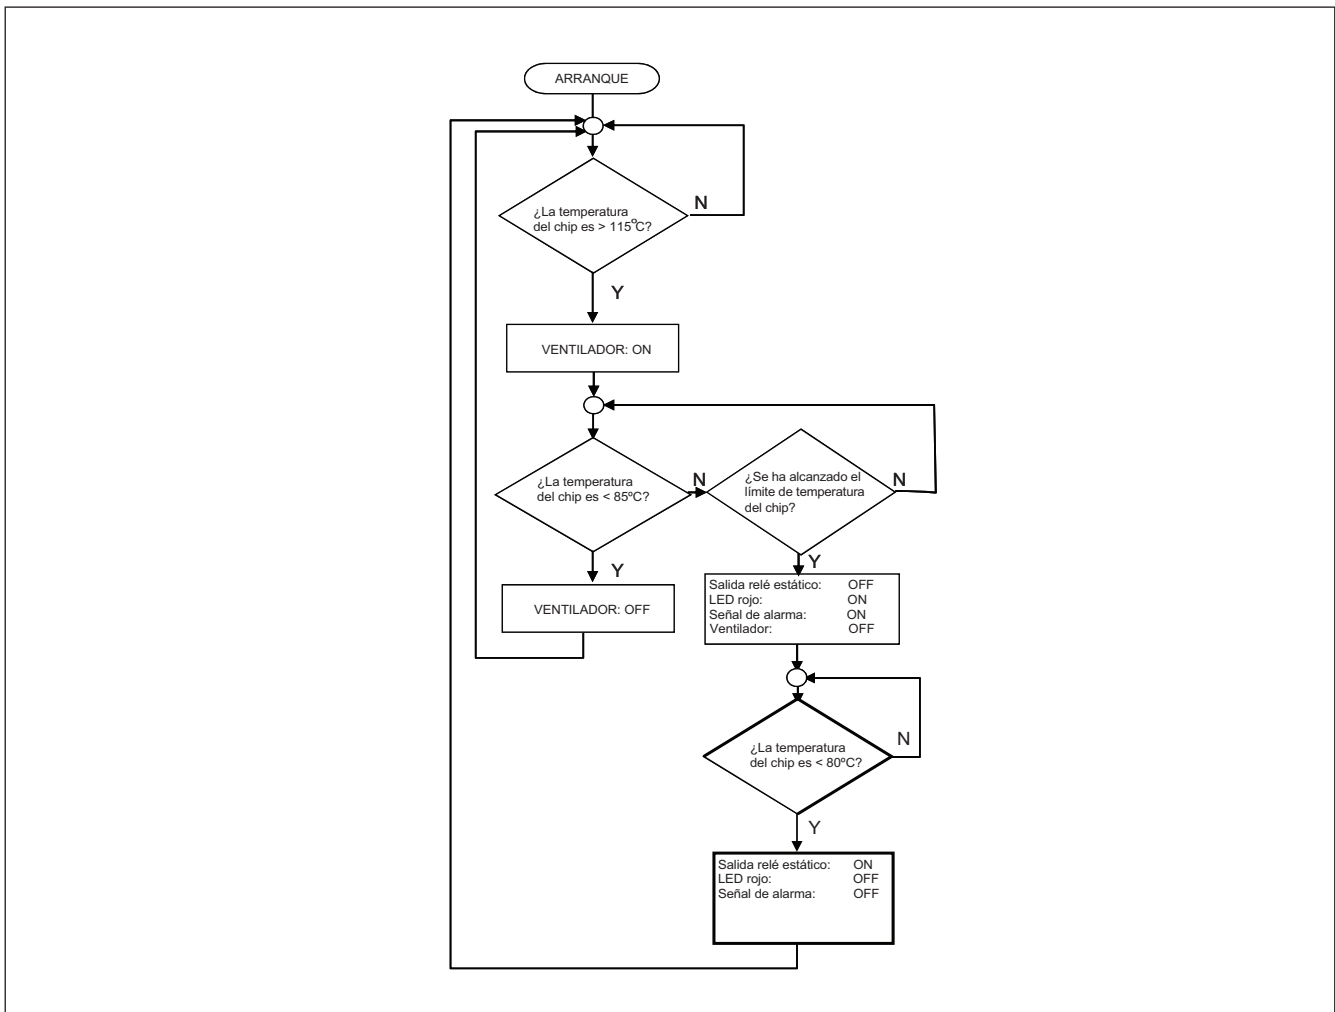 ARRANQUE
¿La temperatura
del chip es > 115°C?
N
Y
VENTILADOR: ON
¿La temperatura
del chip es < 85ºC?
N
¿Se ha alcanzado el
límite de temperatura
del chip?
N
Y
Y
VENTILADOR: OFF
Salida relé estático: OFF
LED rojo: ON
Señal de alarma: ON
Ventilador: OFF
¿La temperatura
del chip es < 80ºC?
N
Y
Salida relé estático: ON
LED rojo: OFF
Señal de alarma: OFF